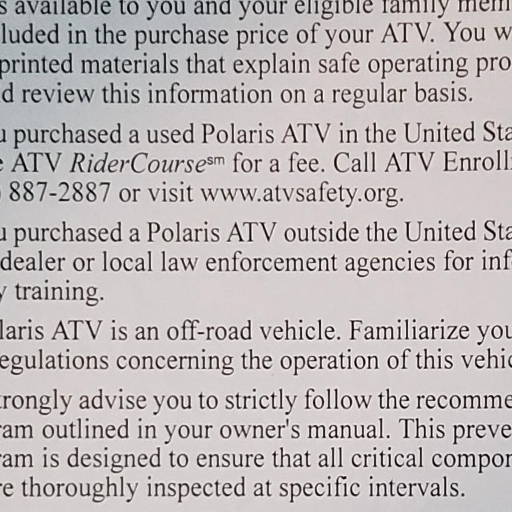 s available to you and your eligible family mem
luded in the purchase price of your ATV. You w
printed materials that explain safe operating pro
d review this information on a regular basis.
u purchased a used Polaris ATV in the United Sta
e ATV RiderCourse℠ for a fee. Call ATV Enroll
887-2887 or visit www.atvsafety.org.
u purchased a Polaris ATV outside the United Sta
dealer or local law enforcement agencies for inf
y training.
laris ATV is an off-road vehicle. Familiarize you
egulations concerning the operation of this vehic
trongly advise you to strictly follow the recomme
ram outlined in your owner's manual. This preve
ram is designed to ensure that all critical compor
re thoroughly inspected at specific intervals.